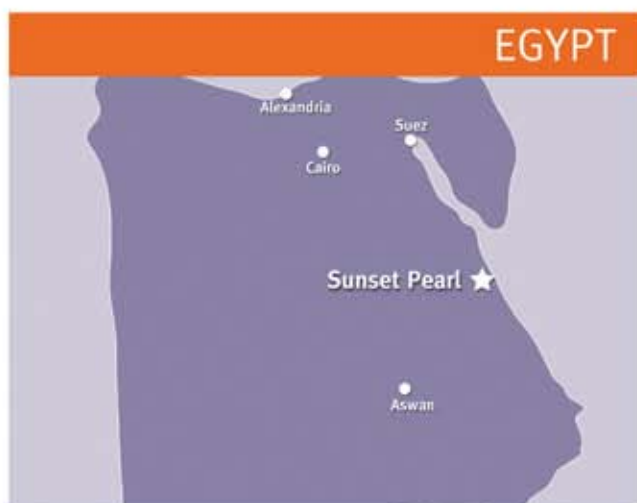 EGYPT
Alexandria
Suez
Cairo
Sunset Pearl
Aswan